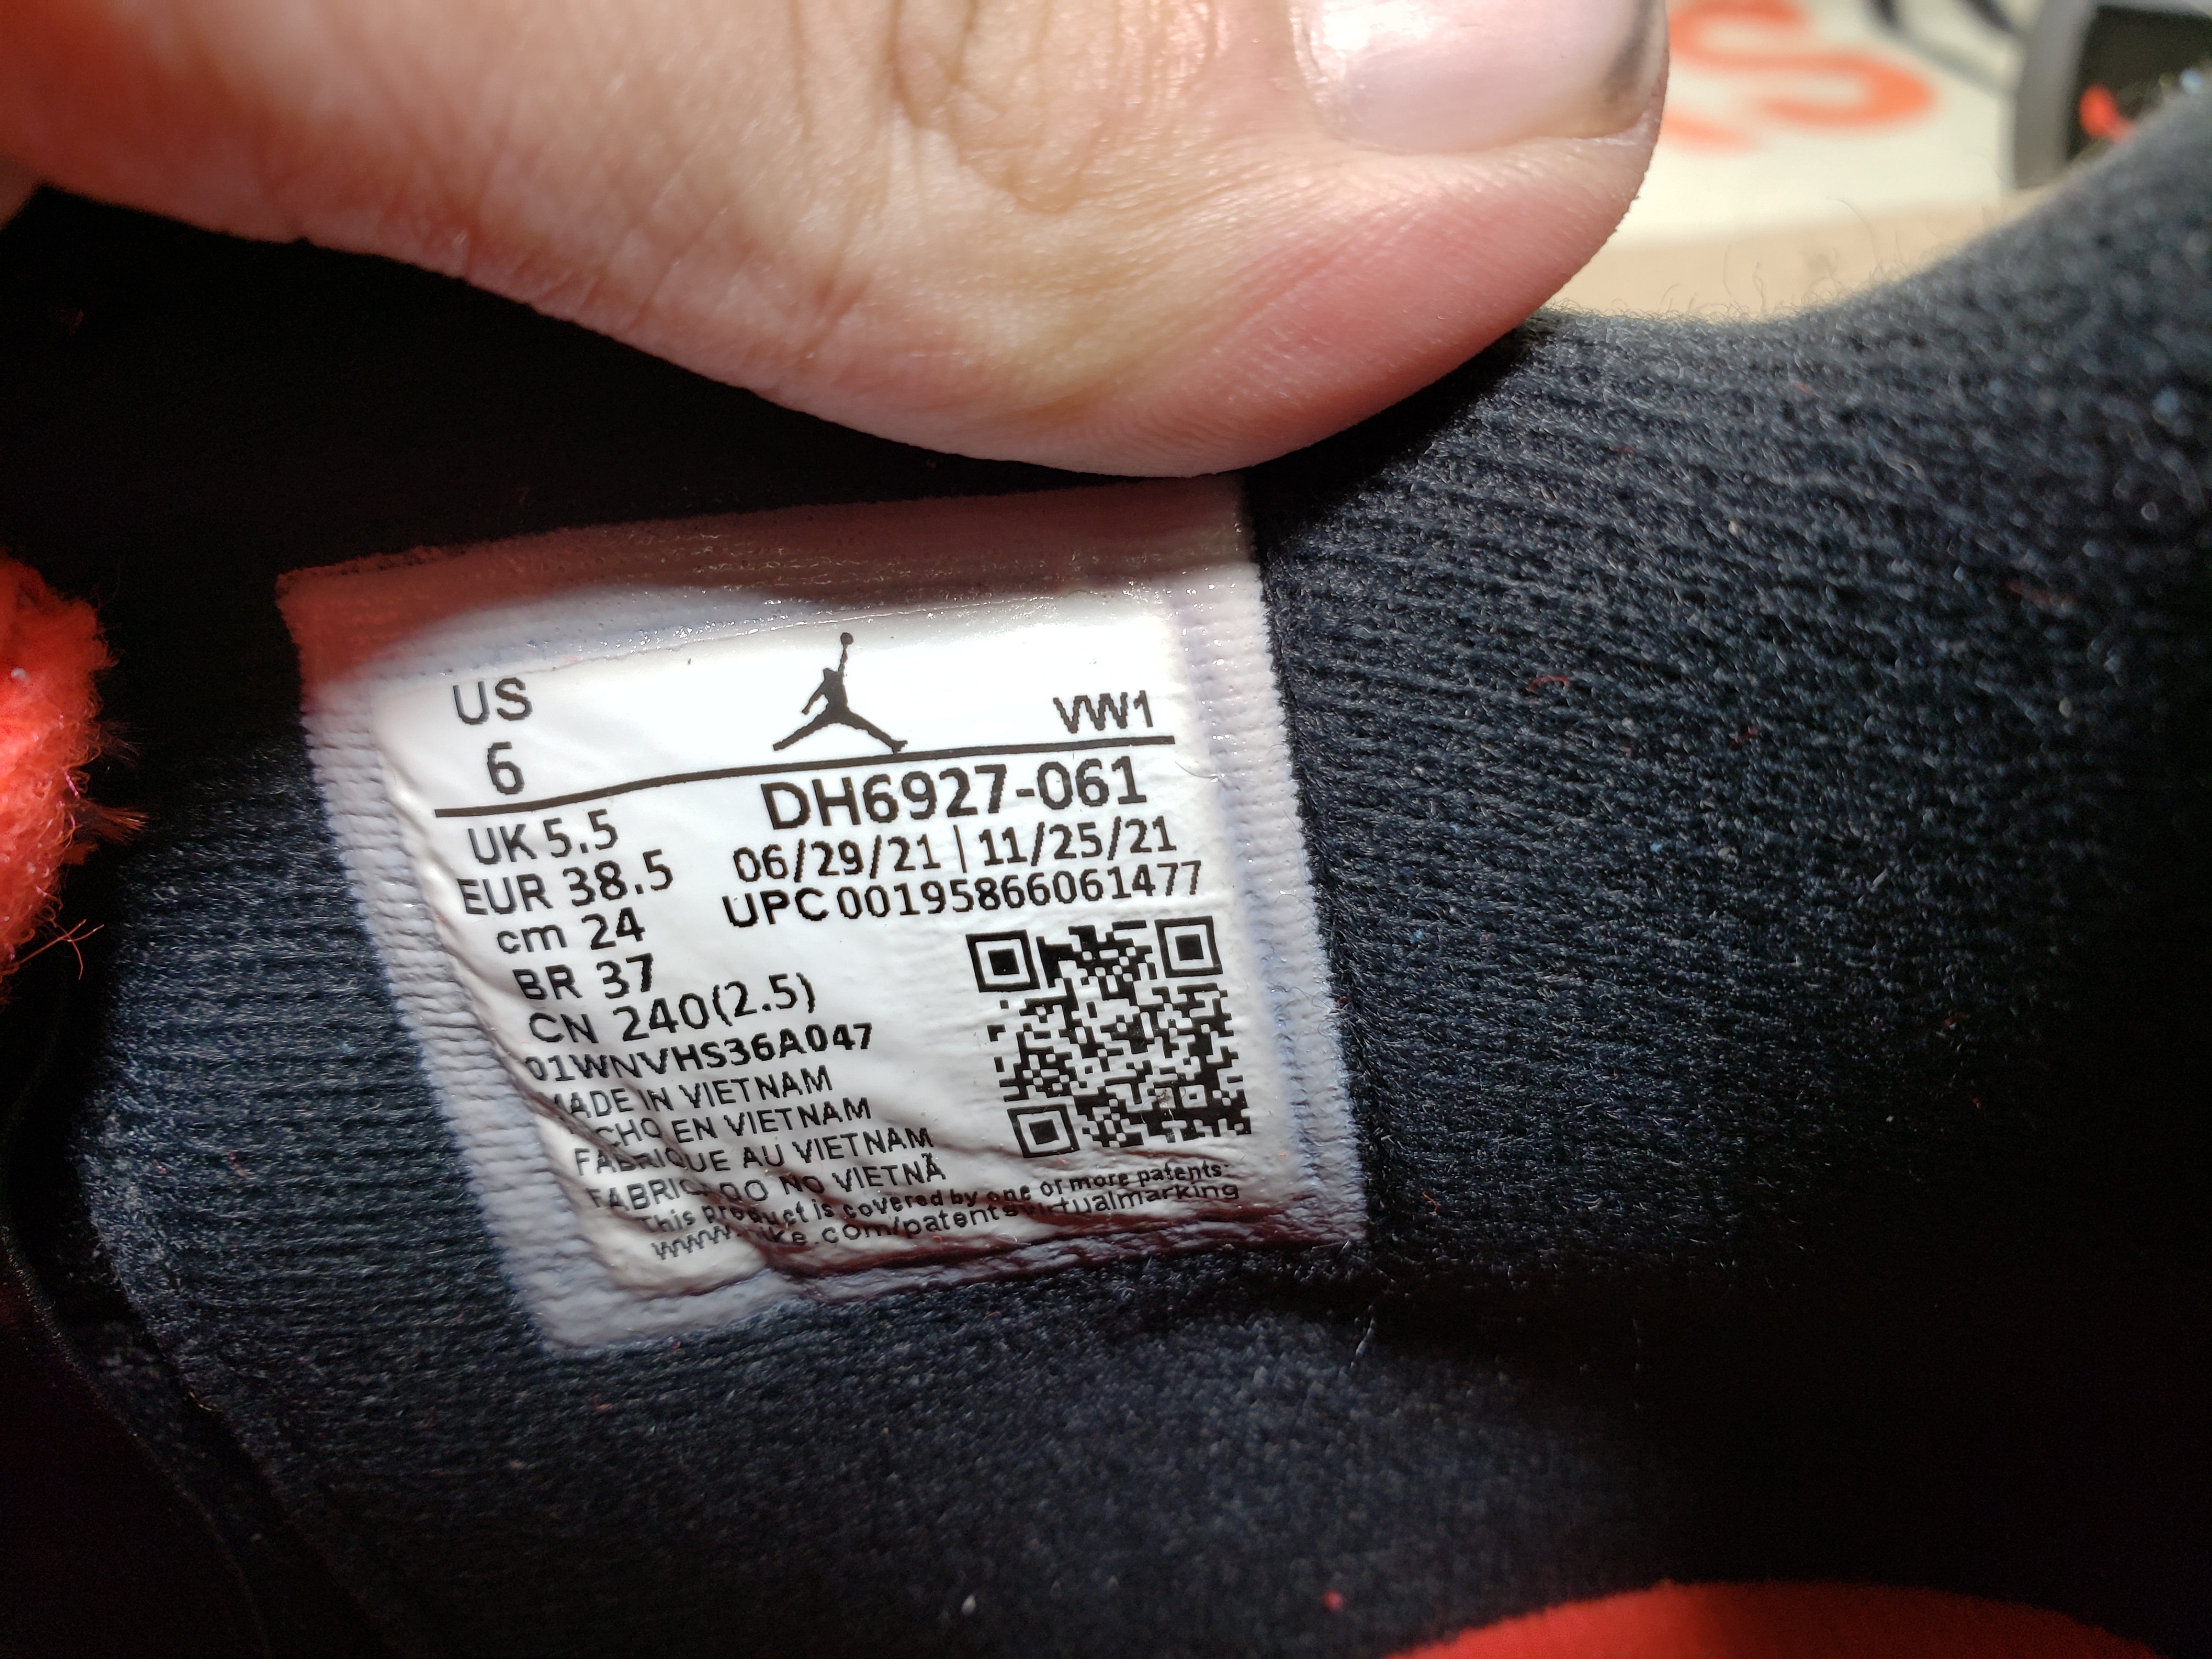 US
6
VW1
DH6927-061
06/29/21 | 11/25/21
UPC 00195866061477
UK 5.5
EUR 38.5
cm 24
BR 37
CN 240(2.5)
01WNVHS36A047
MADE IN VIETNAM
ECHO EN VIETNAM
FABRIQUE AU VIETNAM
FABRICADO NO VIETNÃ
This product is covered by one or more patents:
www.nike.com/patentsvirtualmarking